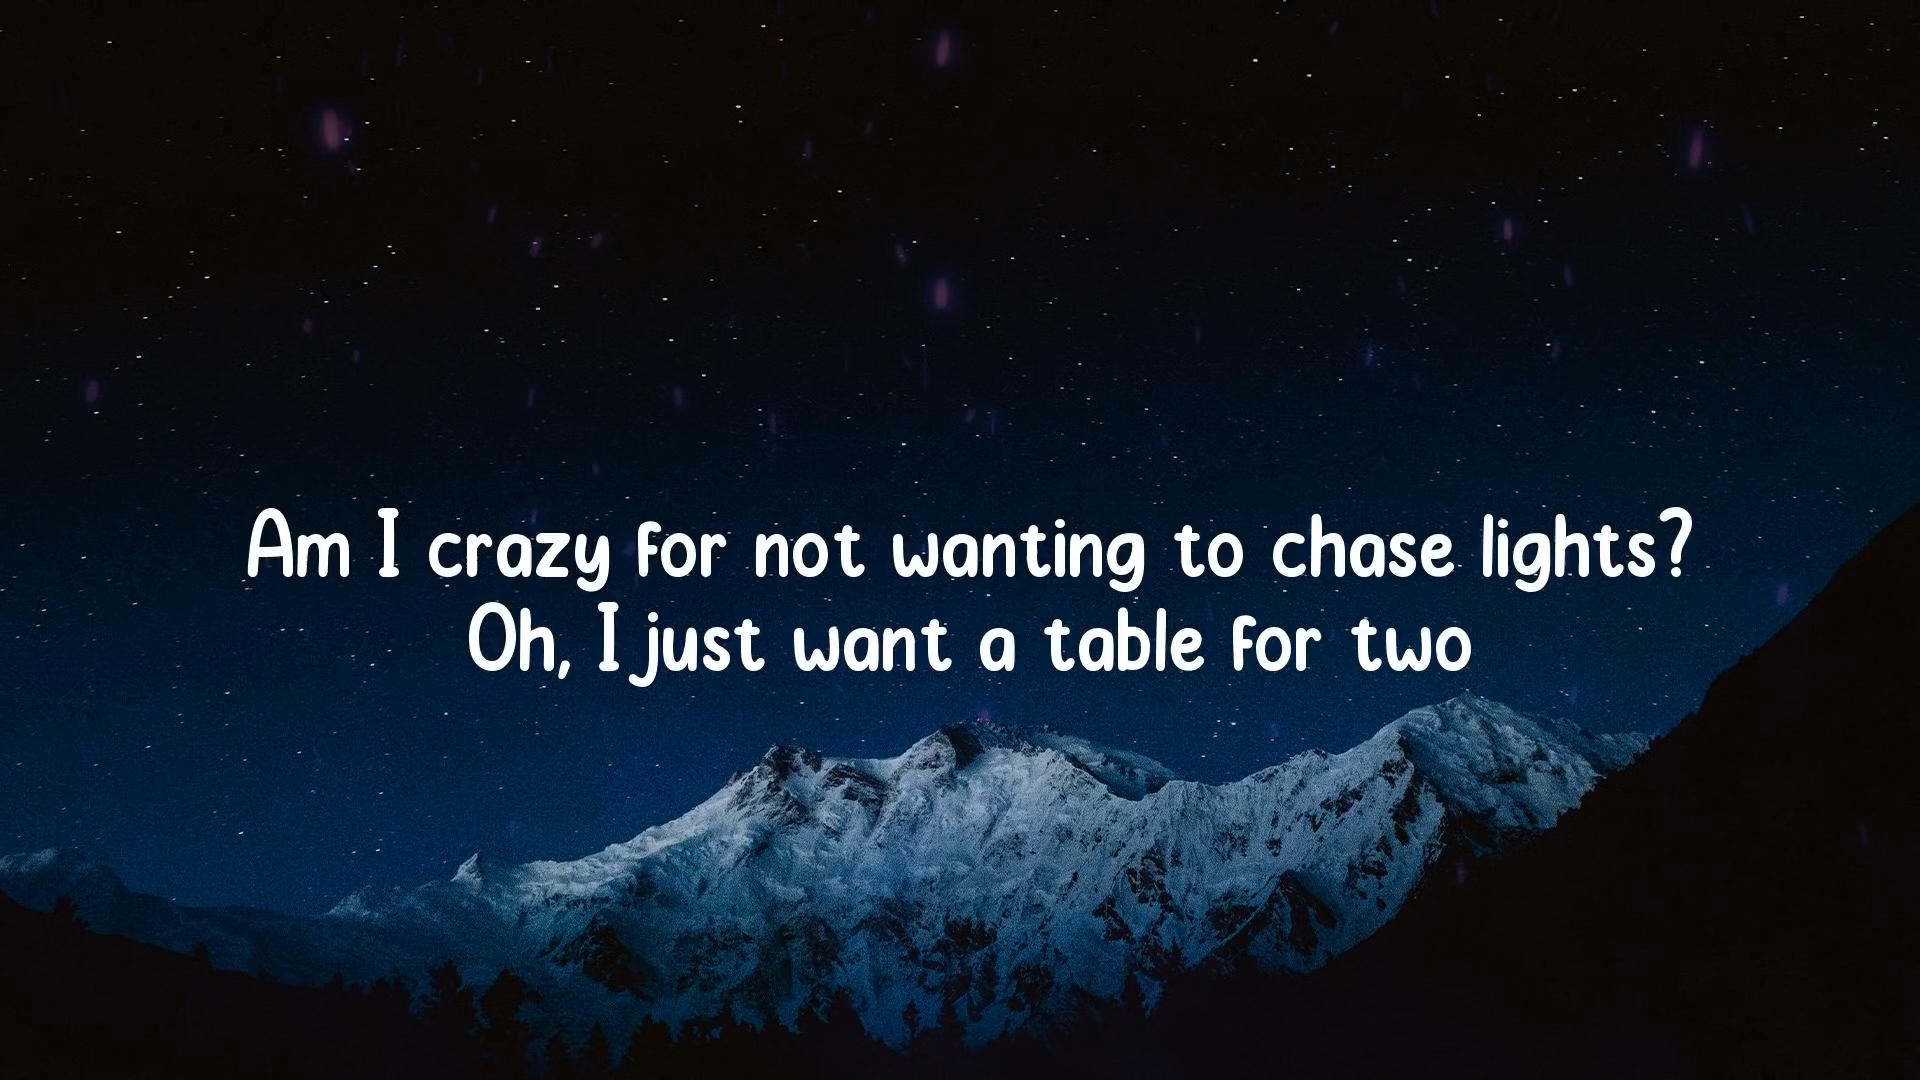 Am I crazy for not wanting to chase lights?
Oh, I just want a table for two